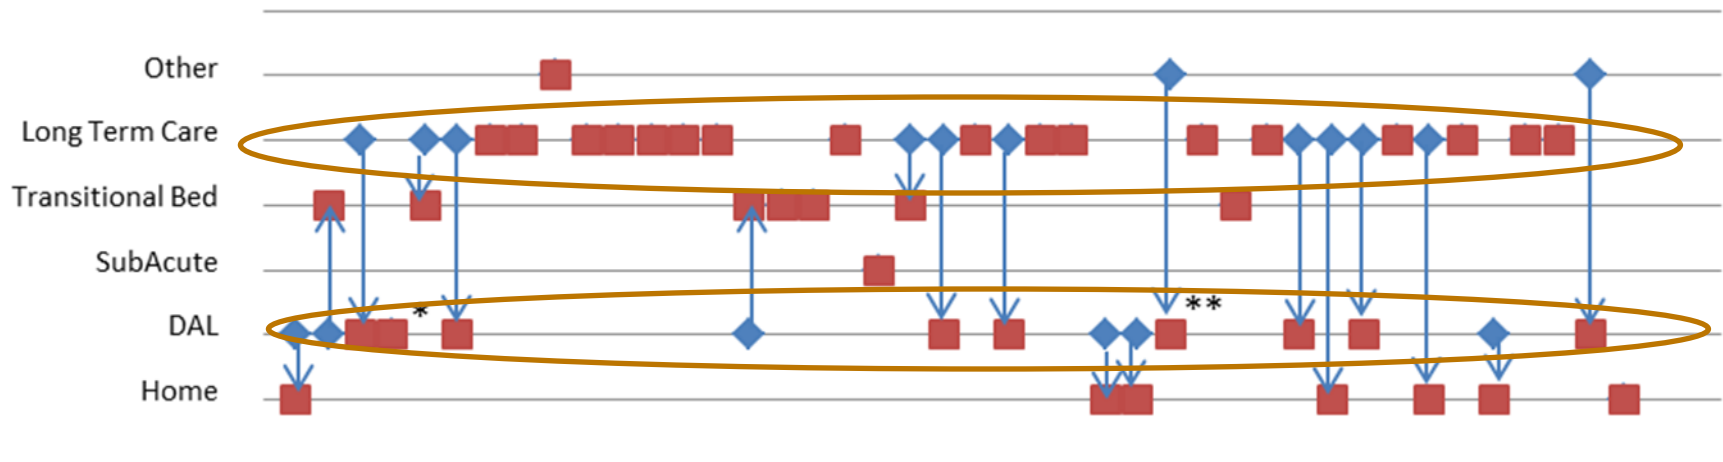 Other
Long Term Care
Transitional Bed
SubAcute
* **
DAL
Home